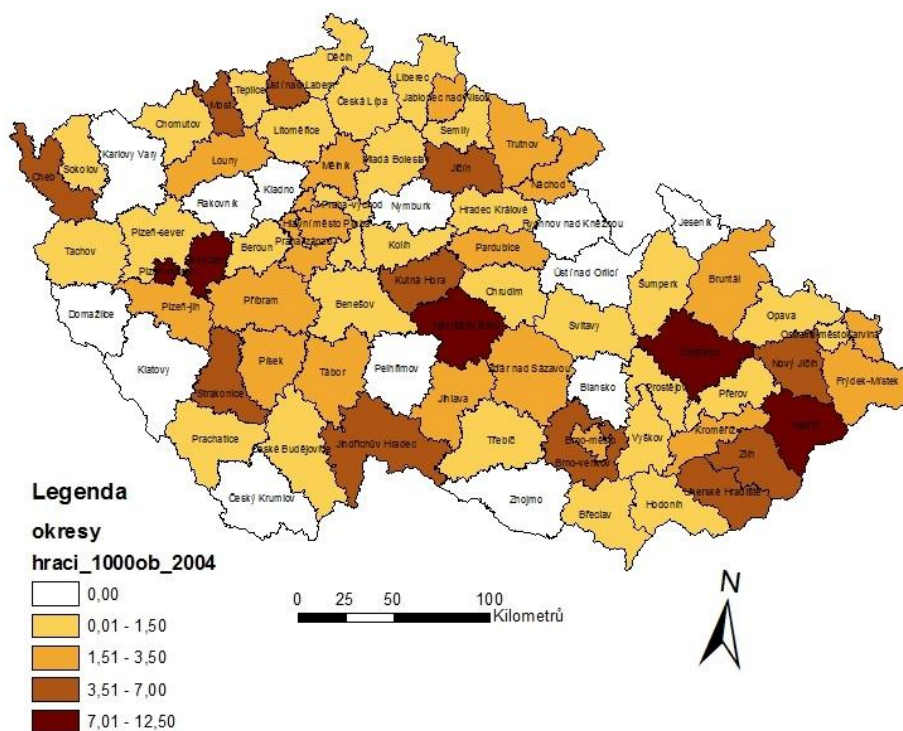 Děčín
Liberec
Teplice
Ústí nad Labem
Jablonec nad Nisou
Most
Česká Lípa
Chomutov
Semily
Litoměřice
Trutnov
Karlovy Vary
Mladá Boleslav
Louny
Mělník
Jičín
Sokolov
Cheb
Náchod
Kladno
Rakovník
Praha-východ
Nymburk
Hradec Králové
Rychnov nad Kněžnou
Jeseník
Hlavní město Praha
Plzeň-sever
Praha-západ
Beroun
Kolín
Pardubice
Tachov
Ústí nad Orlicí
Šumperk
Bruntál
Kutná Hora
Chrudim
Opava
Plzeň-jih
Příbram
Benešov
Domažlice
Svitavy
Ostrava-město
Karviná
Nový Jičín
Klatovy
Písek
Tábor
Pelhřimov
Žďár nad Sázavou
Blansko
Prostějov
Přerov
Frýdek-Místek
Strakonice
Jihlava
Kroměříž
Prachatice
České Budějovice
Jindřichův Hradec
Třebíč
Brno-město
Vyškov
Zlín
Brno-venkov
Uherské Hradiště
Český Krumlov
Znojmo
Břeclav
Hodonín
Legenda
okresy
hraci_1000ob_2004
0,00
0,01 - 1,50
1,51 - 3,50
3,51 - 7,00
7,01 - 12,50
0 25 50 100
Kilometrů
N